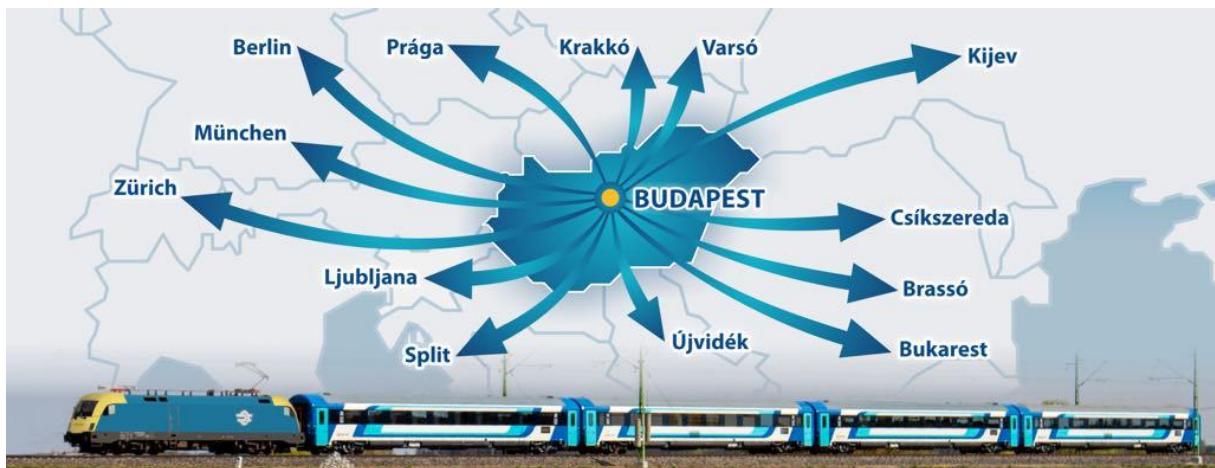 Berlin
Prága
Krakkó
Varsó
Kijev
München
Zürich
BUDAPEST
Csíkszereda
Ljubljana
Brassó
Split
Újvidék
Bukarest